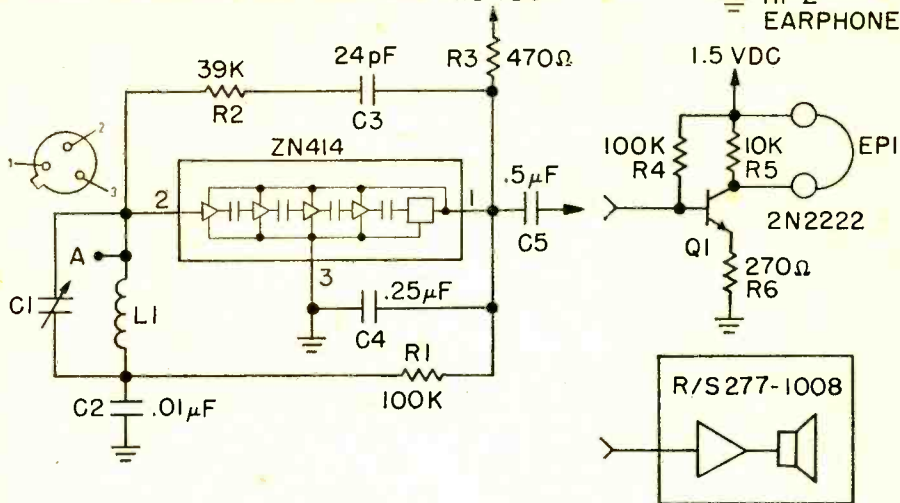 HI-Z
EARPHONE
R3
470Ω
24pF
39K
R2
C3
1.5 VDC
ZN414
100K
R4
10K
R5
EPI
1
2
3
2
1
.5μF
C5
2N2222
Q1
A
C1
L1
3
.25μF
C4
270Ω
R6
R1
100K
C2
.01μF
R/S 277-1008